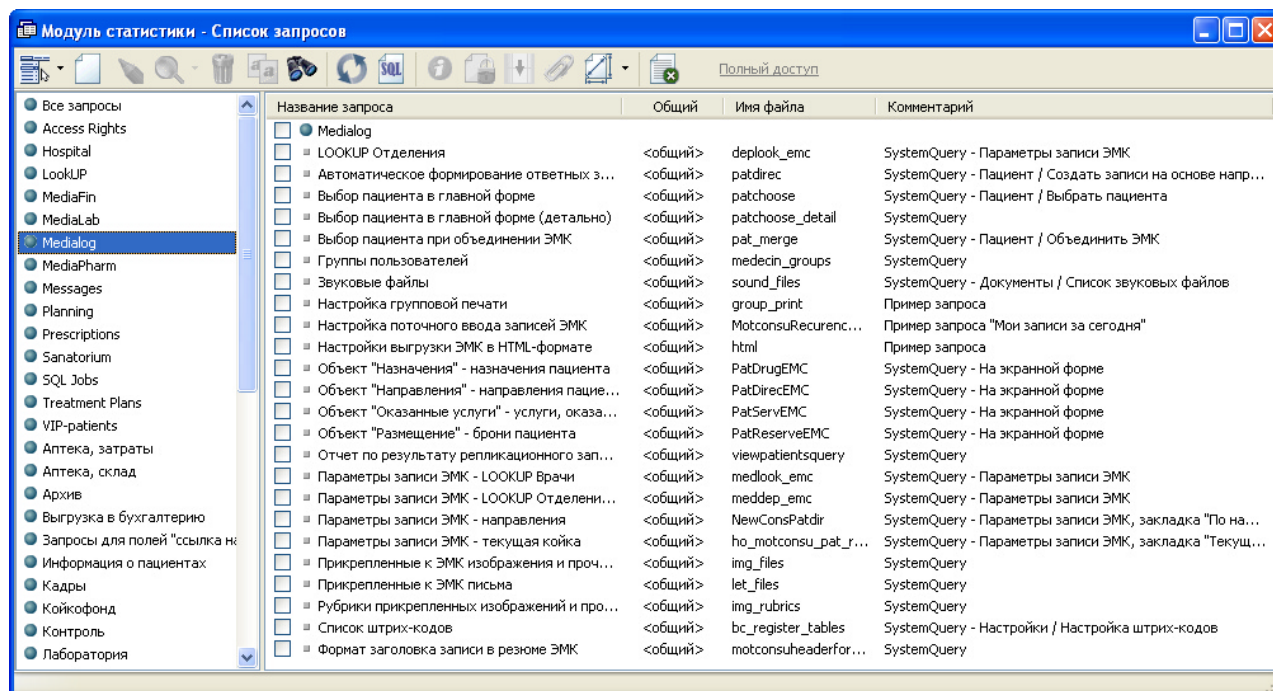 Модуль статистики - Список запросов
SQL
Полный доступ
Все запросы
Access Rights
Hospital
LookUP
MediaFin
MediaLab
Medialog
MediaPharm
Messages
Planning
Prescriptions
Sanatorium
SQL Jobs
Treatment Plans
VIP-patients
Аптека, затраты
Аптека, склад
Архив
Выгрузка в бухгалтерию
Запросы для полей "ссылка на
Информация о пациентах
Кадры
Койкофонд
Контроль
Лаборатория
Название запроса Общий Имя файла Комментарий
Medialog
LOOKUP Отделения <общий> deplook_emc SystemQuery - Параметры записи ЭМК
Автоматическое формирование ответных з... <общий> patdirec SystemQuery - Пациент / Создать записи на основе напр...
Выбор пациента в главной форме <общий> patchoose SystemQuery - Пациент / Выбрать пациента
Выбор пациента в главной форме (детально) <общий> patchoose_detail SystemQuery
Выбор пациента при объединении ЭМК <общий> pat_merge SystemQuery - Пациент / Объединить ЭМК
Группы пользователей <общий> medecin_groups SystemQuery
Звуковые файлы <общий> sound_files SystemQuery - Документы / Список звуковых файлов
Настройка групповой печати <общий> group_print Пример запроса
Настройка поточного ввода записей ЭМК <общий> MotconsuRecurenc... Пример запроса "Мои записи за сегодня"
Настройки выгрузки ЭМК в HTML-формате <общий> html Пример запроса
Объект "Назначения" - назначения пациента <общий> PatDrugEMC SystemQuery - На экранной форме
Объект "Направления" - направления пацие... <общий> PatDirecEMC SystemQuery - На экранной форме
Объект "Оказанные услуги" - услуги, оказа... <общий> PatServEMC SystemQuery - На экранной форме
Объект "Размещение" - брони пациента <общий> PatReserveEMC SystemQuery - На экранной форме
Отчет по результату репликационного зап... <общий> viewpatientsquery SystemQuery
Параметры записи ЭМК - LOOKUP Врачи <общий> medlook_emc SystemQuery - Параметры записи ЭМК
Параметры записи ЭМК - LOOKUP Отделени... <общий> meddep_emc SystemQuery - Параметры записи ЭМК
Параметры записи ЭМК - направления <общий> NewConsPatdir SystemQuery - Параметры записи ЭМК, закладка "По на...
Параметры записи ЭМК - текущая койка <общий> ho_motconsu_pat_r... SystemQuery - Параметры записи ЭМК, закладка "Текущ...
Прикрепленные к ЭМК изображения и проч... <общий> img_files SystemQuery
Прикрепленные к ЭМК письма <общий> let_files SystemQuery
Рубрики прикрепленных изображений и про... <общий> img_rubrics SystemQuery
Список штрих-кодов <общий> bc_register_tables SystemQuery - Настройки / Настройка штрих-кодов
Формат заголовка записи в резюме ЭМК <общий> motconsuheaderfor... SystemQuery